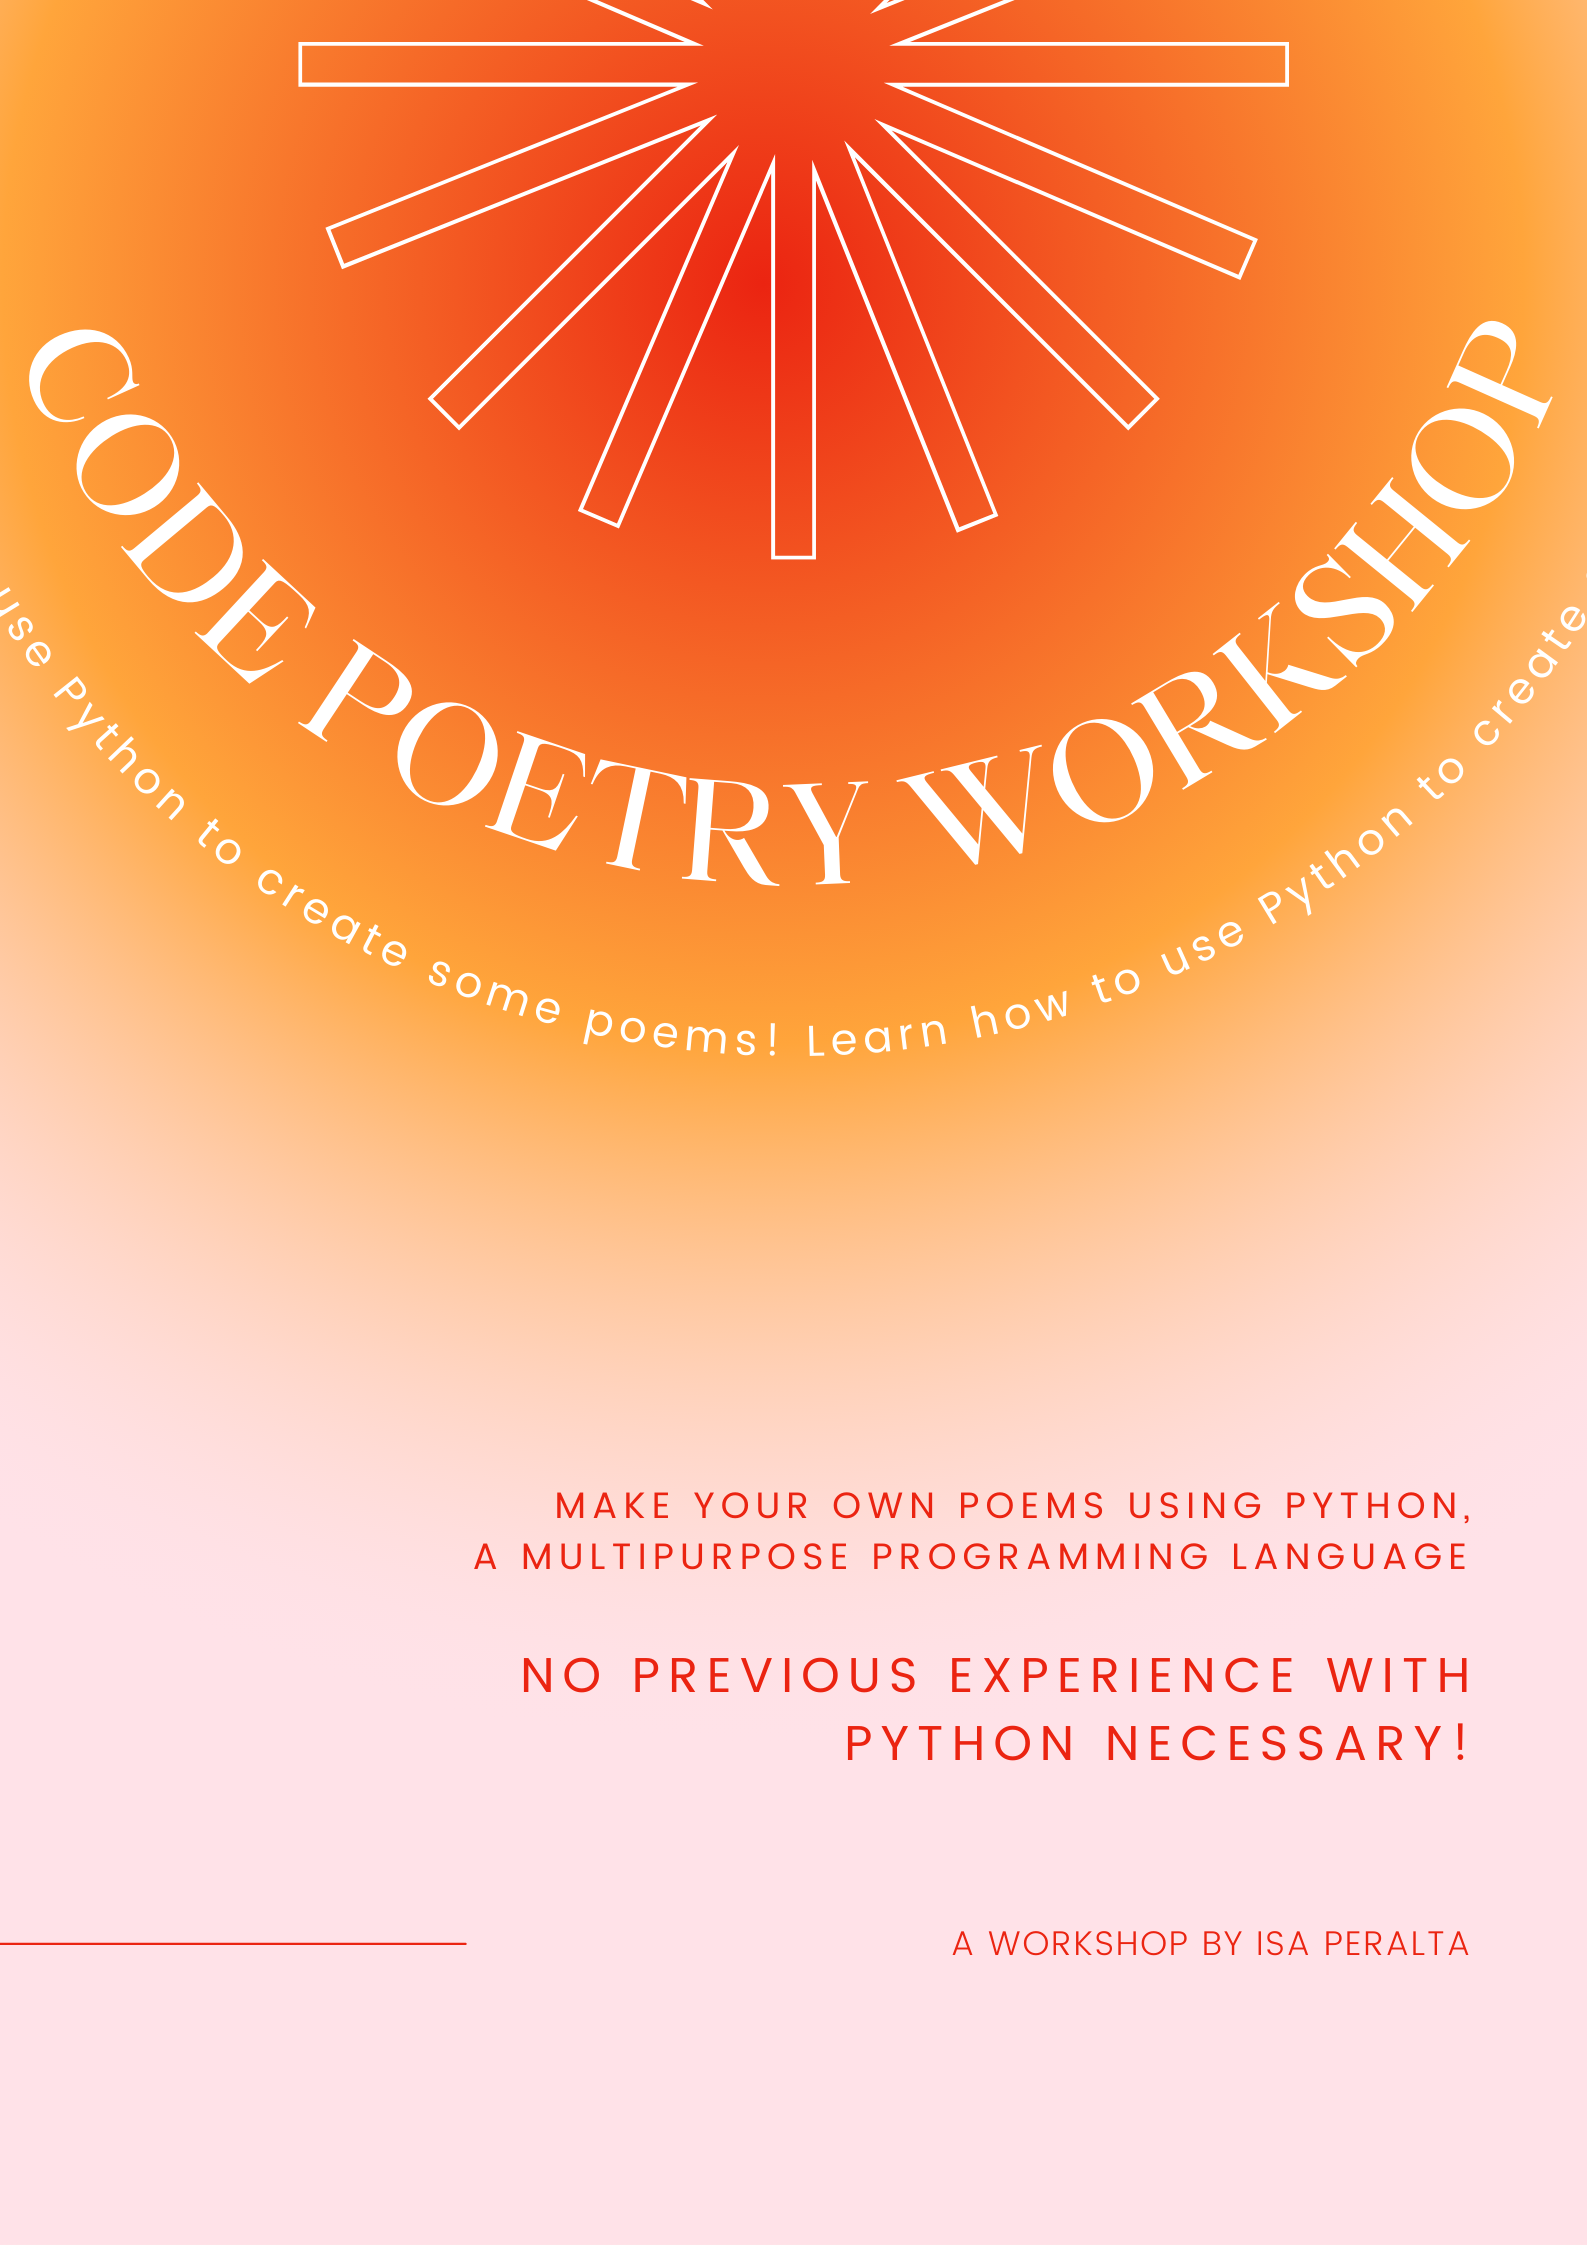 CODE POETRY WORKSHOP
use Python to create some poems! Learn how to use Python to create
MAKE YOUR OWN POEMS USING PYTHON,
A MULTIPURPOSE PROGRAMMING LANGUAGE
NO PREVIOUS EXPERIENCE WITH
PYTHON NECESSARY!
A WORKSHOP BY ISA PERALTA